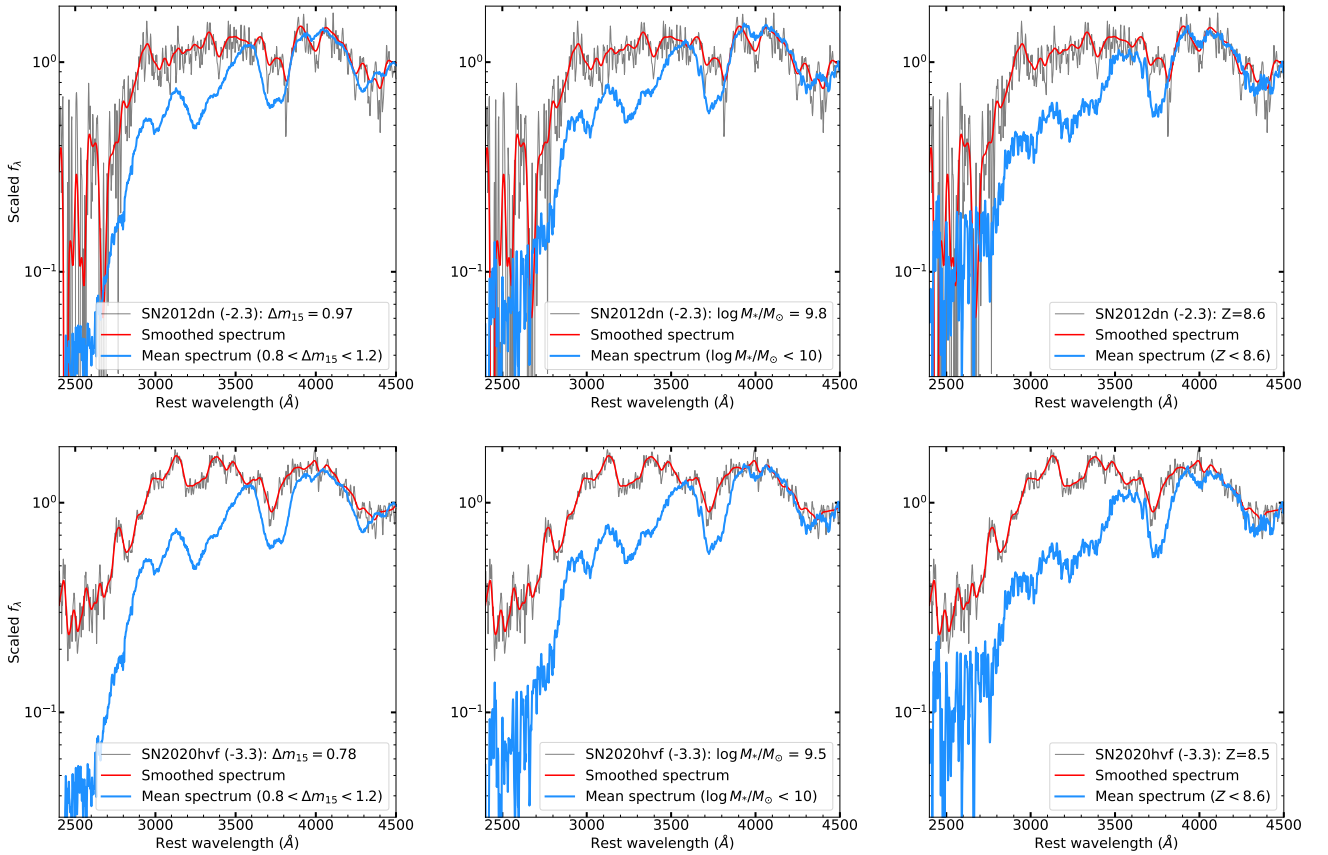 Scaled f_λ
10⁰
10⁻¹
SN2012dn (-2.3): Δm₁₅ = 0.97
Smoothed spectrum
Mean spectrum (0.8 < Δm₁₅ < 1.2)
2500 3000 3500 4000 4500
Rest wavelength (Å)
10⁰
10⁻¹
SN2012dn (-2.3): log M∗/M⊙ = 9.8
Smoothed spectrum
Mean spectrum (log M∗/M⊙ < 10)
2500 3000 3500 4000 4500
Rest wavelength (Å)
10⁰
10⁻¹
SN2012dn (-2.3): Z=8.6
Smoothed spectrum
Mean spectrum (Z < 8.6)
2500 3000 3500 4000 4500
Rest wavelength (Å)
Scaled f_λ
10⁰
10⁻¹
SN2020hvf (-3.3): Δm₁₅ = 0.78
Smoothed spectrum
Mean spectrum (0.8 < Δm₁₅ < 1.2)
2500 3000 3500 4000 4500
Rest wavelength (Å)
10⁰
10⁻¹
SN2020hvf (-3.3): log M∗/M⊙ = 9.5
Smoothed spectrum
Mean spectrum (log M∗/M⊙ < 10)
2500 3000 3500 4000 4500
Rest wavelength (Å)
10⁰
10⁻¹
SN2020hvf (-3.3): Z=8.5
Smoothed spectrum
Mean spectrum (Z < 8.6)
2500 3000 3500 4000 4500
Rest wavelength (Å)